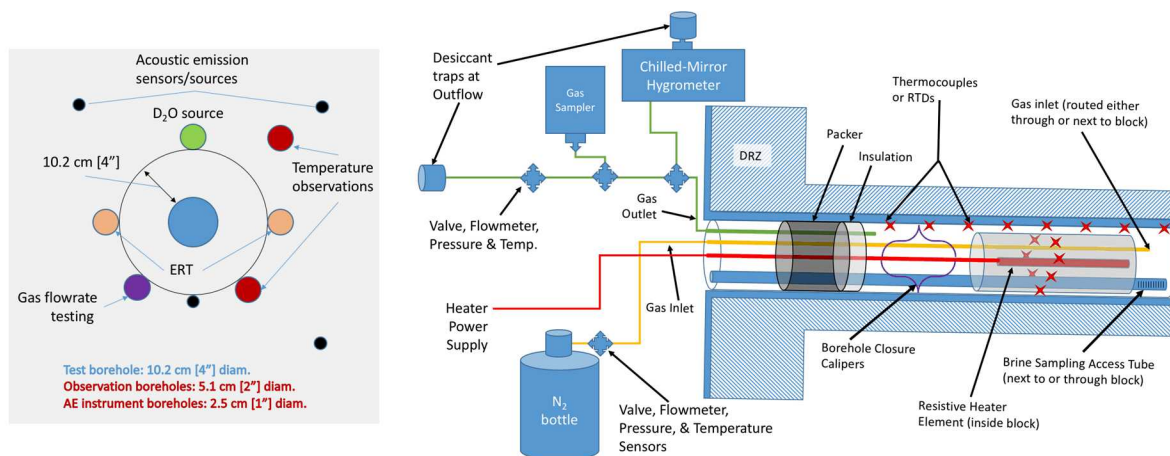 Acoustic emission
sensors/sources
D₂O source
10.2 cm [4”]
Temperature
observations
ERT
Gas flowrate
testing
Test borehole: 10.2 cm [4”] diam.
Observation boreholes: 5.1 cm [2”] diam.
AE instrument boreholes: 2.5 cm [1”] diam.
Desiccant
traps at
Outflow
Gas
Sampler
Chilled-Mirror
Hygrometer
Valve, Flowmeter,
Pressure & Temp.
Gas
Outlet
DRZ
Packer
Insulation
Thermocouples
or RTDs
Gas inlet (routed either
through or next to block)
Heater
Power
Supply
Gas Inlet
N₂
bottle
Valve, Flowmeter,
Pressure, & Temperature
Sensors
Borehole Closure
Calipers
Resistive Heater
Element (inside block)
Brine Sampling Access Tube
(next to or through block)